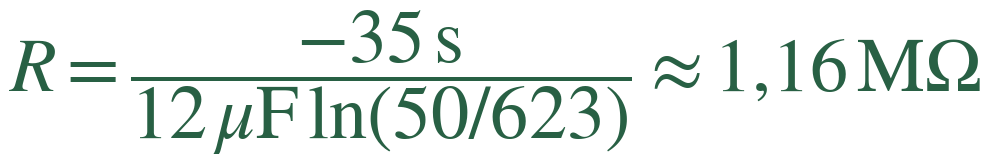 R = −35 s / 12 μF ln(50/623) ≈ 1,16 MΩ